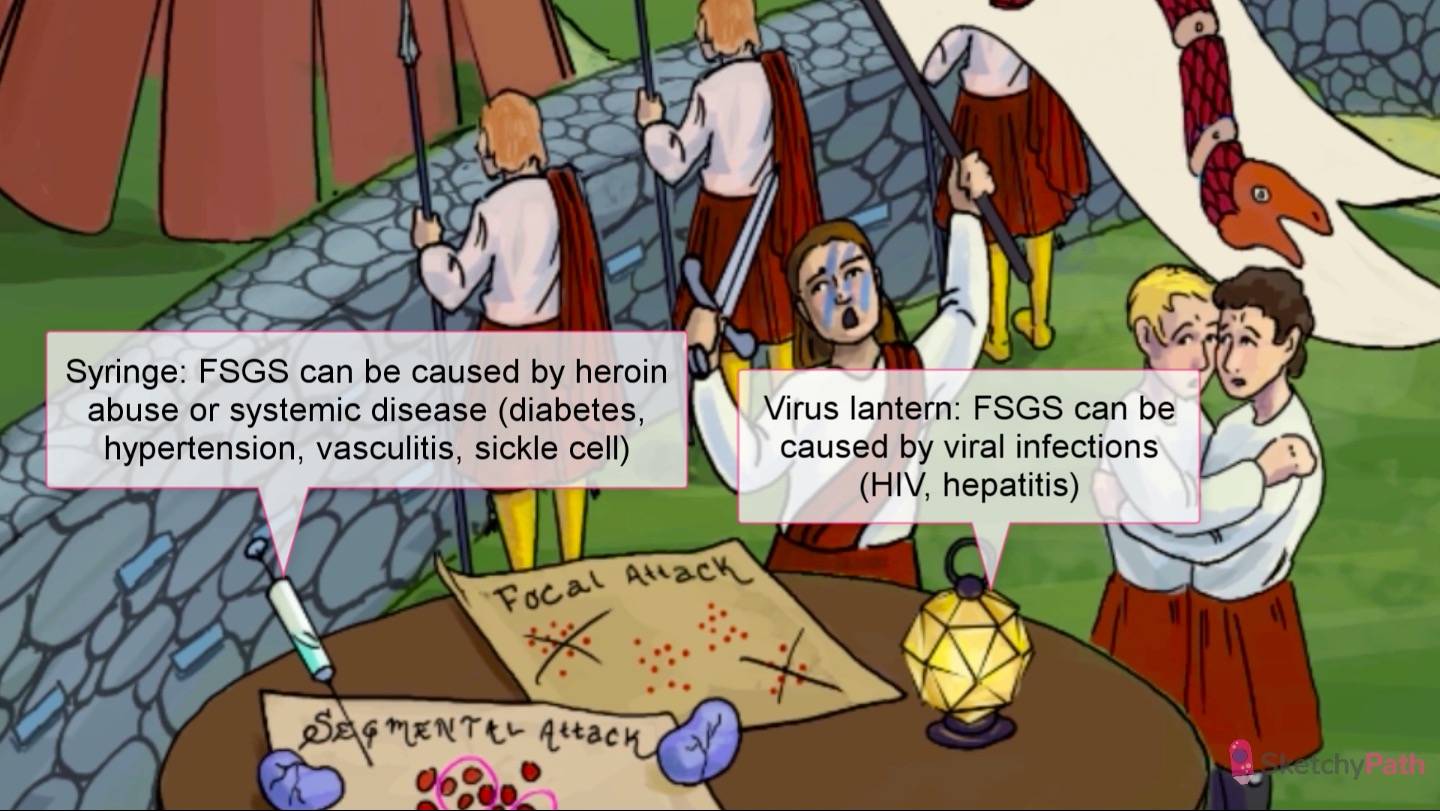 Syringe: FSGS can be caused by heroin
abuse or systemic disease (diabetes,
hypertension, vasculitis, sickle cell)
Virus lantern: FSGS can be
caused by viral infections
(HIV, hepatitis)
Focal Attack
SEgMENTAL Attack
SketchyPath